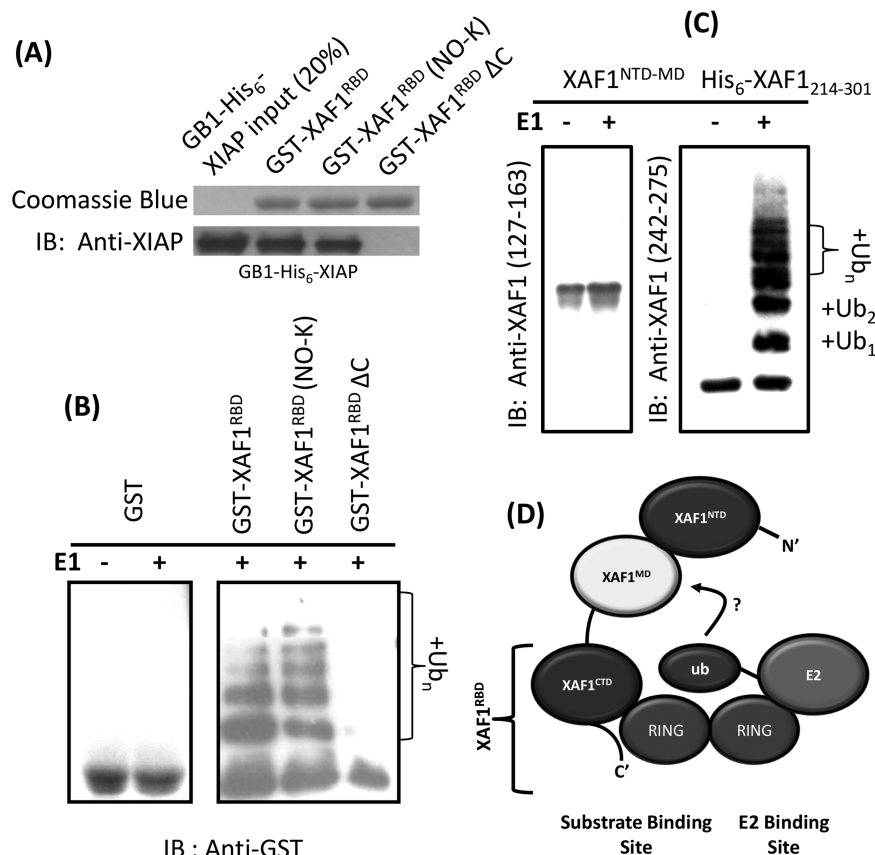 (A)
GB1-His6-
XIAP input (20%)
GST-XAF1RBD
GST-XAF1RBD (NO-K)
GST-XAF1RBD ΔC
Coomassie Blue
IB: Anti-XIAP
GB1-His6-XIAP
(B)
GST
GST-XAF1RBD
GST-XAF1RBD (NO-K)
GST-XAF1RBD ΔC
E1 - + + + +
+Ubn
IB : Anti-GST
(C)
XAF1NTD-MD His6-XAF1214-301
E1 - + - +
IB: Anti-XAF1 (127-163)
IB: Anti-XAF1 (242-275)
+Ubn
+Ub2
+Ub1
(D)
XAF1NTD
N’
XAF1MD
?
XAF1RBD
XAF1CTD
ub
E2
RING
RING
C’
Substrate Binding
Site
E2 Binding
Site